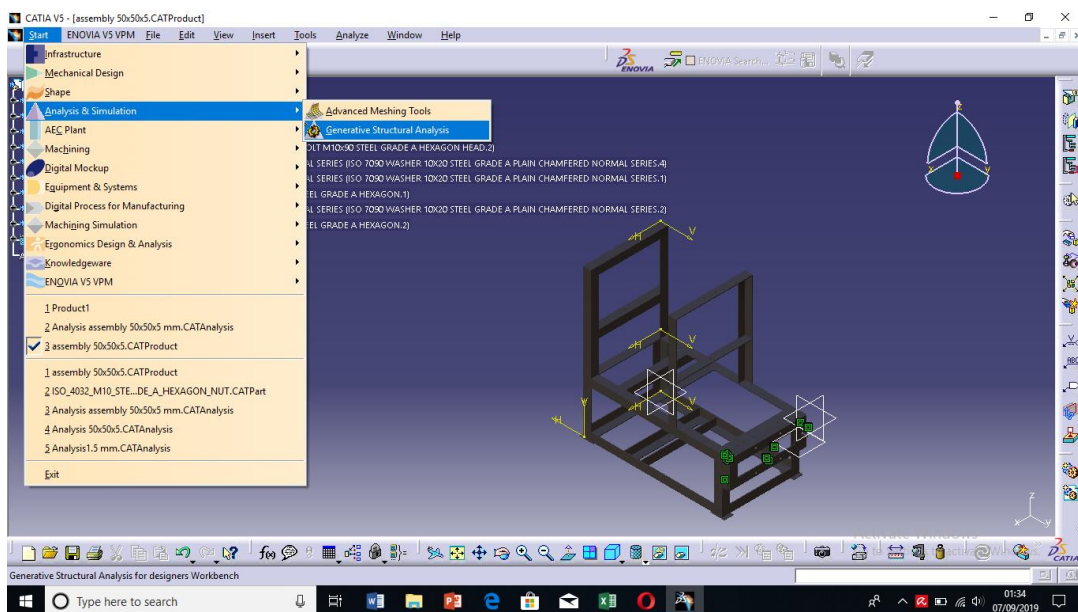 CATIA V5 - [assembly 50x50x5.CATProduct]
Start ENOVIA V5 VPM File Edit View Insert Tools Analyze Window Help
Infrastructure
Mechanical Design
Shape
Analysis & Simulation
AEC Plant
Machining
Digital Mockup
Equipment & Systems
Digital Process for Manufacturing
Machining Simulation
Ergonomics Design & Analysis
Knowledgeware
ENOVIA V5 VPM
1 Product1
2 Analysis assembly 50x50x5 mm.CATAnalysis
3 assembly 50x50x5.CATProduct
1 assembly 50x50x5.CATProduct
2 ISO_4032_M10_STE...DE_A_HEXAGON_NUT.CATPart
3 Analysis assembly 50x50x5 mm.CATAnalysis
4 Analysis 50x50x5.CATAnalysis
5 Analysis1.5 mm.CATAnalysis
Exit
Advanced Meshing Tools
Generative Structural Analysis
OLT M10x90 STEEL GRADE A HEXAGON HEAD.2)
AL SERIES (ISO 7090 WASHER 10X20 STEEL GRADE A PLAIN CHAMFERED NORMAL SERIES.4)
AL SERIES (ISO 7090 WASHER 10X20 STEEL GRADE A PLAIN CHAMFERED NORMAL SERIES.1)
EEL GRADE A HEXAGON.1)
AL SERIES (ISO 7090 WASHER 10X20 STEEL GRADE A PLAIN CHAMFERED NORMAL SERIES.2)
EEL GRADE A HEXAGON.2)
ENOVIA
ENOVIA Search...
H V
H V
H V
H
z
x y
f(x)
Activate Windows
CATIA
Generative Structural Analysis for designers Workbench
Type here to search
01:34
07/09/2019